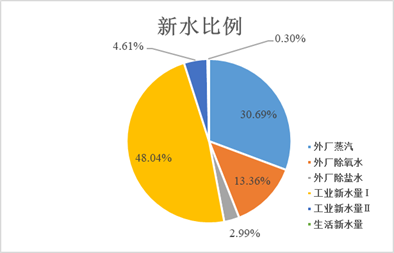 新水比例
4.61%
0.30%
30.69%
48.04%
13.36%
2.99%
外厂蒸汽
外厂除氧水
外厂除盐水
工业新水量Ⅰ
工业新水量Ⅱ
生活新水量